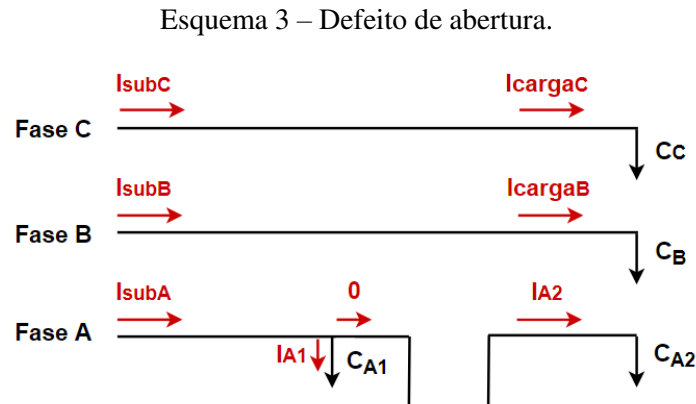 Esquema 3 – Defeito de abertura.
IsubC IcargaC
Fase C
CC
IsubB IcargaB
Fase B
CB
IsubA 0 IA2
Fase A
IA1 CA1 CA2